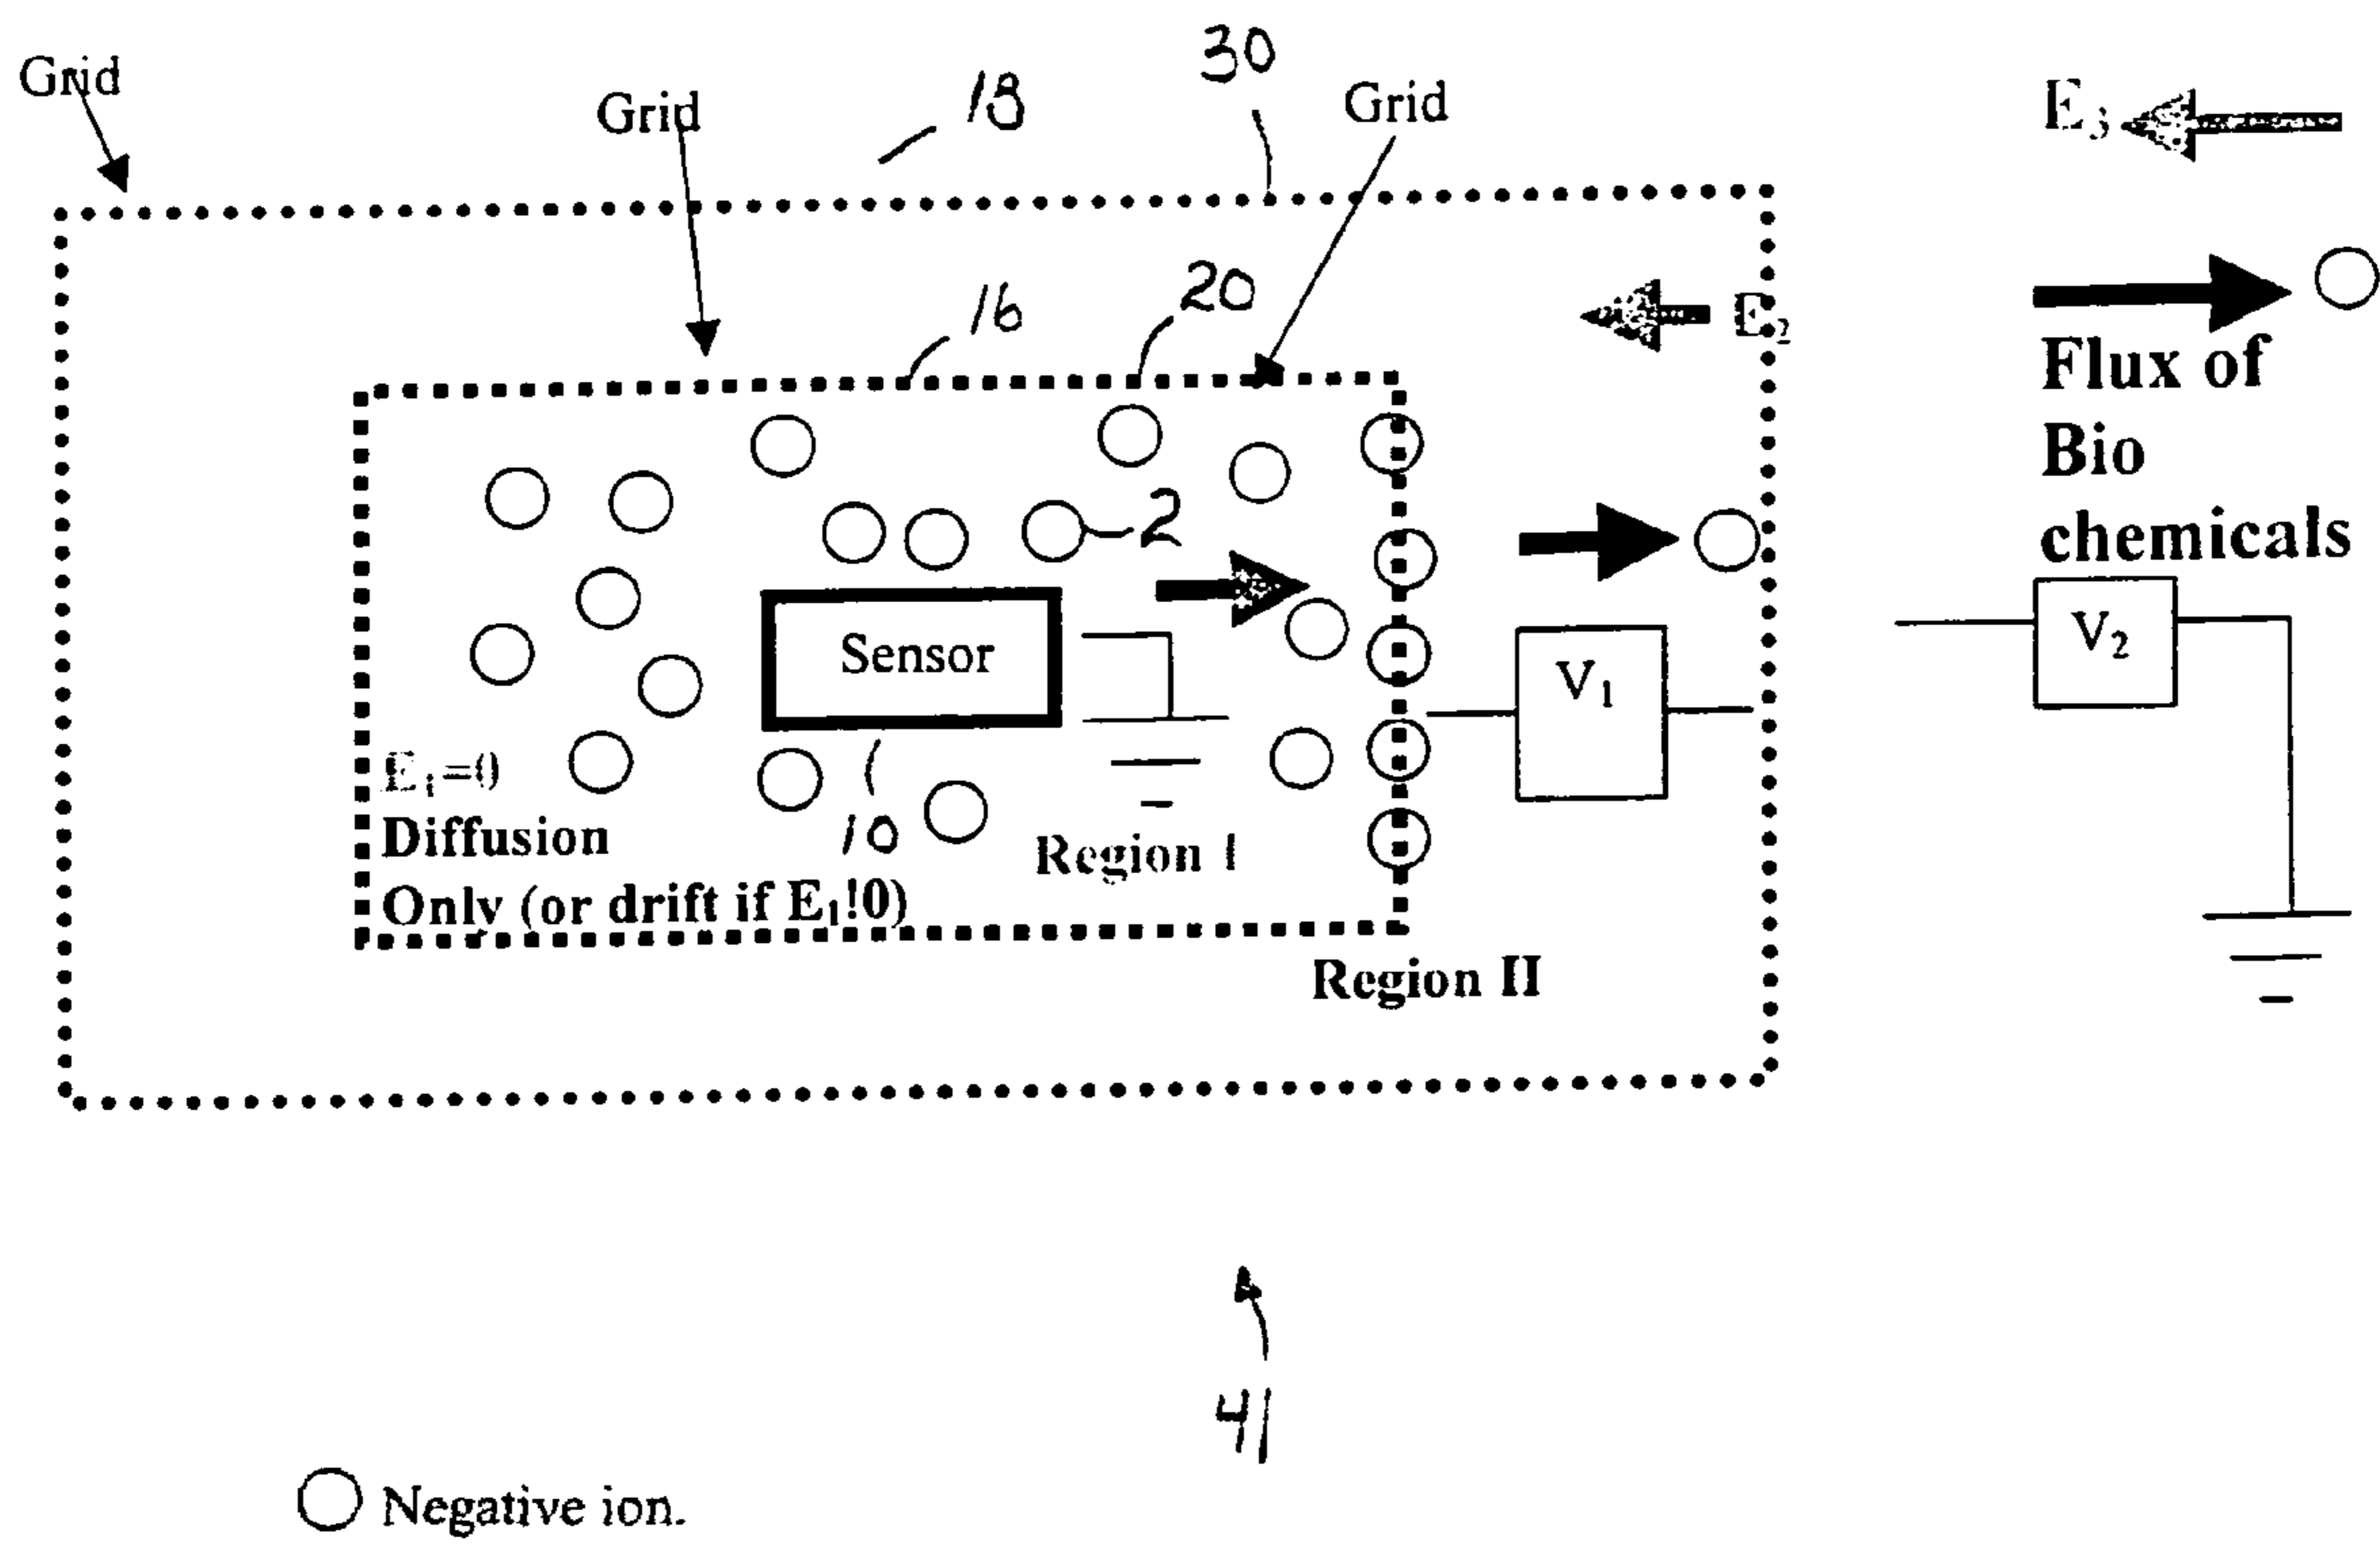 30
Grid
18
Grid
Grid
E3
16
20
E2
Flux of
Bio
chemicals
2
Sensor
V1
V2
E1=0
Diffusion
10
Region I
Only (or drift if E1!0)
Region II
41
Negative ion.